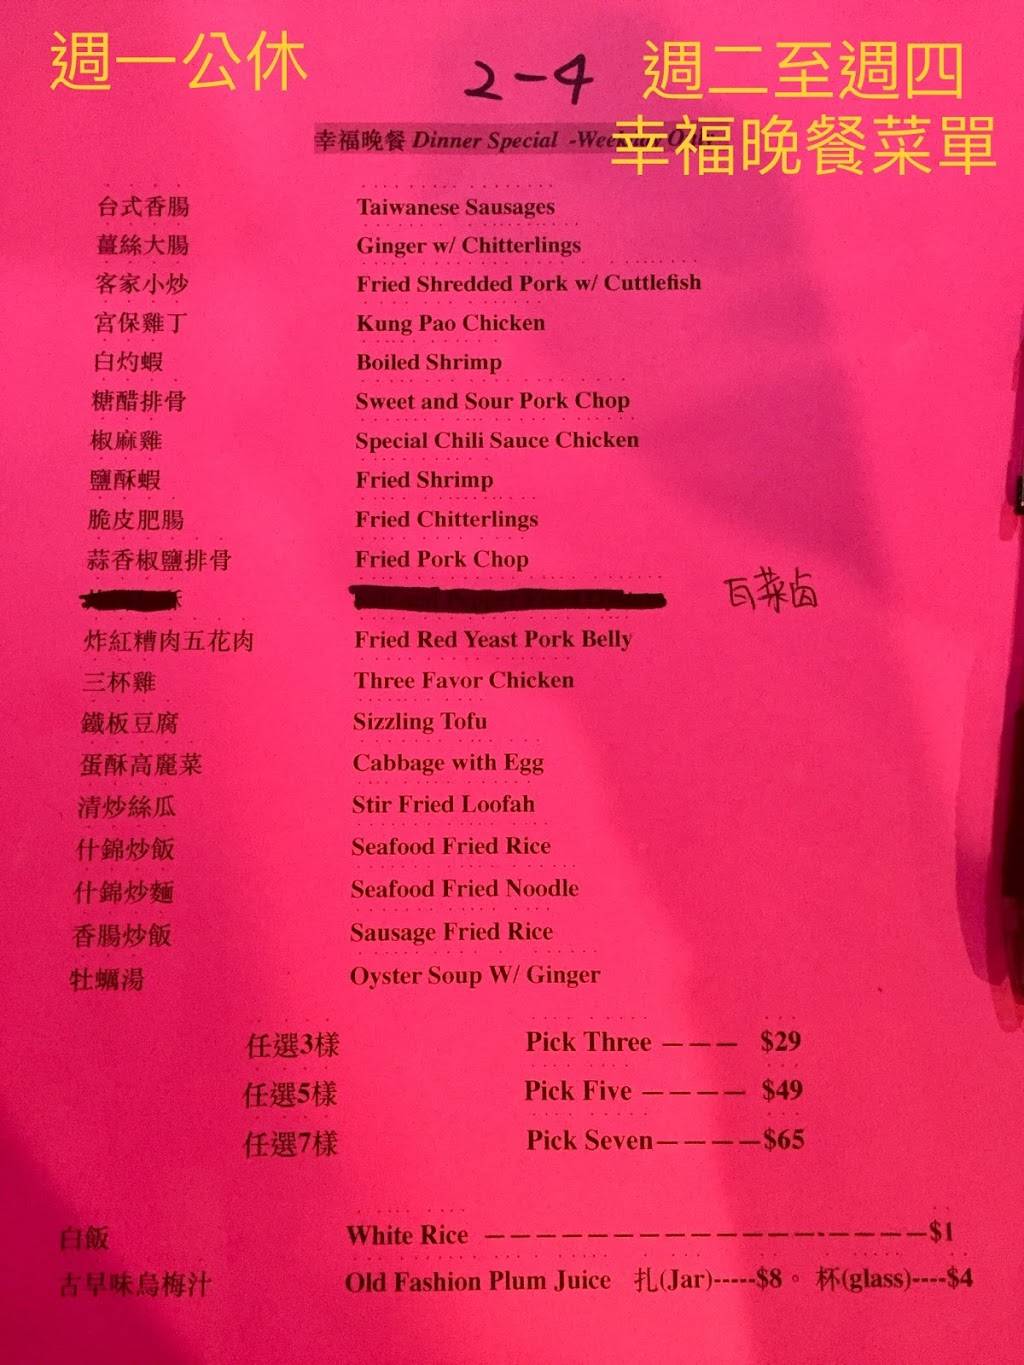 週一公休
2-4
週二至週四
幸福晚餐菜單
幸福晚餐 Dinner Special -Weekday
台式香腸 Taiwanese Sausages
薑絲大腸 Ginger w/ Chitterlings
客家小炒 Fried Shredded Pork w/ Cuttlefish
宮保雞丁 Kung Pao Chicken
白灼蝦 Boiled Shrimp
糖醋排骨 Sweet and Sour Pork Chop
椒麻雞 Special Chili Sauce Chicken
鹽酥蝦 Fried Shrimp
脆皮肥腸 Fried Chitterlings
蒜香椒鹽排骨 Fried Pork Chop
炸紅糟肉五花肉 Fried Red Yeast Pork Belly
三杯雞 Three Favor Chicken
鐵板豆腐 Sizzling Tofu
蛋酥高麗菜 Cabbage with Egg
清炒絲瓜 Stir Fried Loofah
什錦炒飯 Seafood Fried Rice
什錦炒麵 Seafood Fried Noodle
香腸炒飯 Sausage Fried Rice
牡蠣湯 Oyster Soup W/ Ginger
任選3樣 Pick Three ——— $29
任選5樣 Pick Five ———— $49
任選7樣 Pick Seven————$65
白飯 White Rice —————————————————$1
古早味烏梅汁 Old Fashion Plum Juice 扎(Jar)-----$8。 杯(glass)----$4